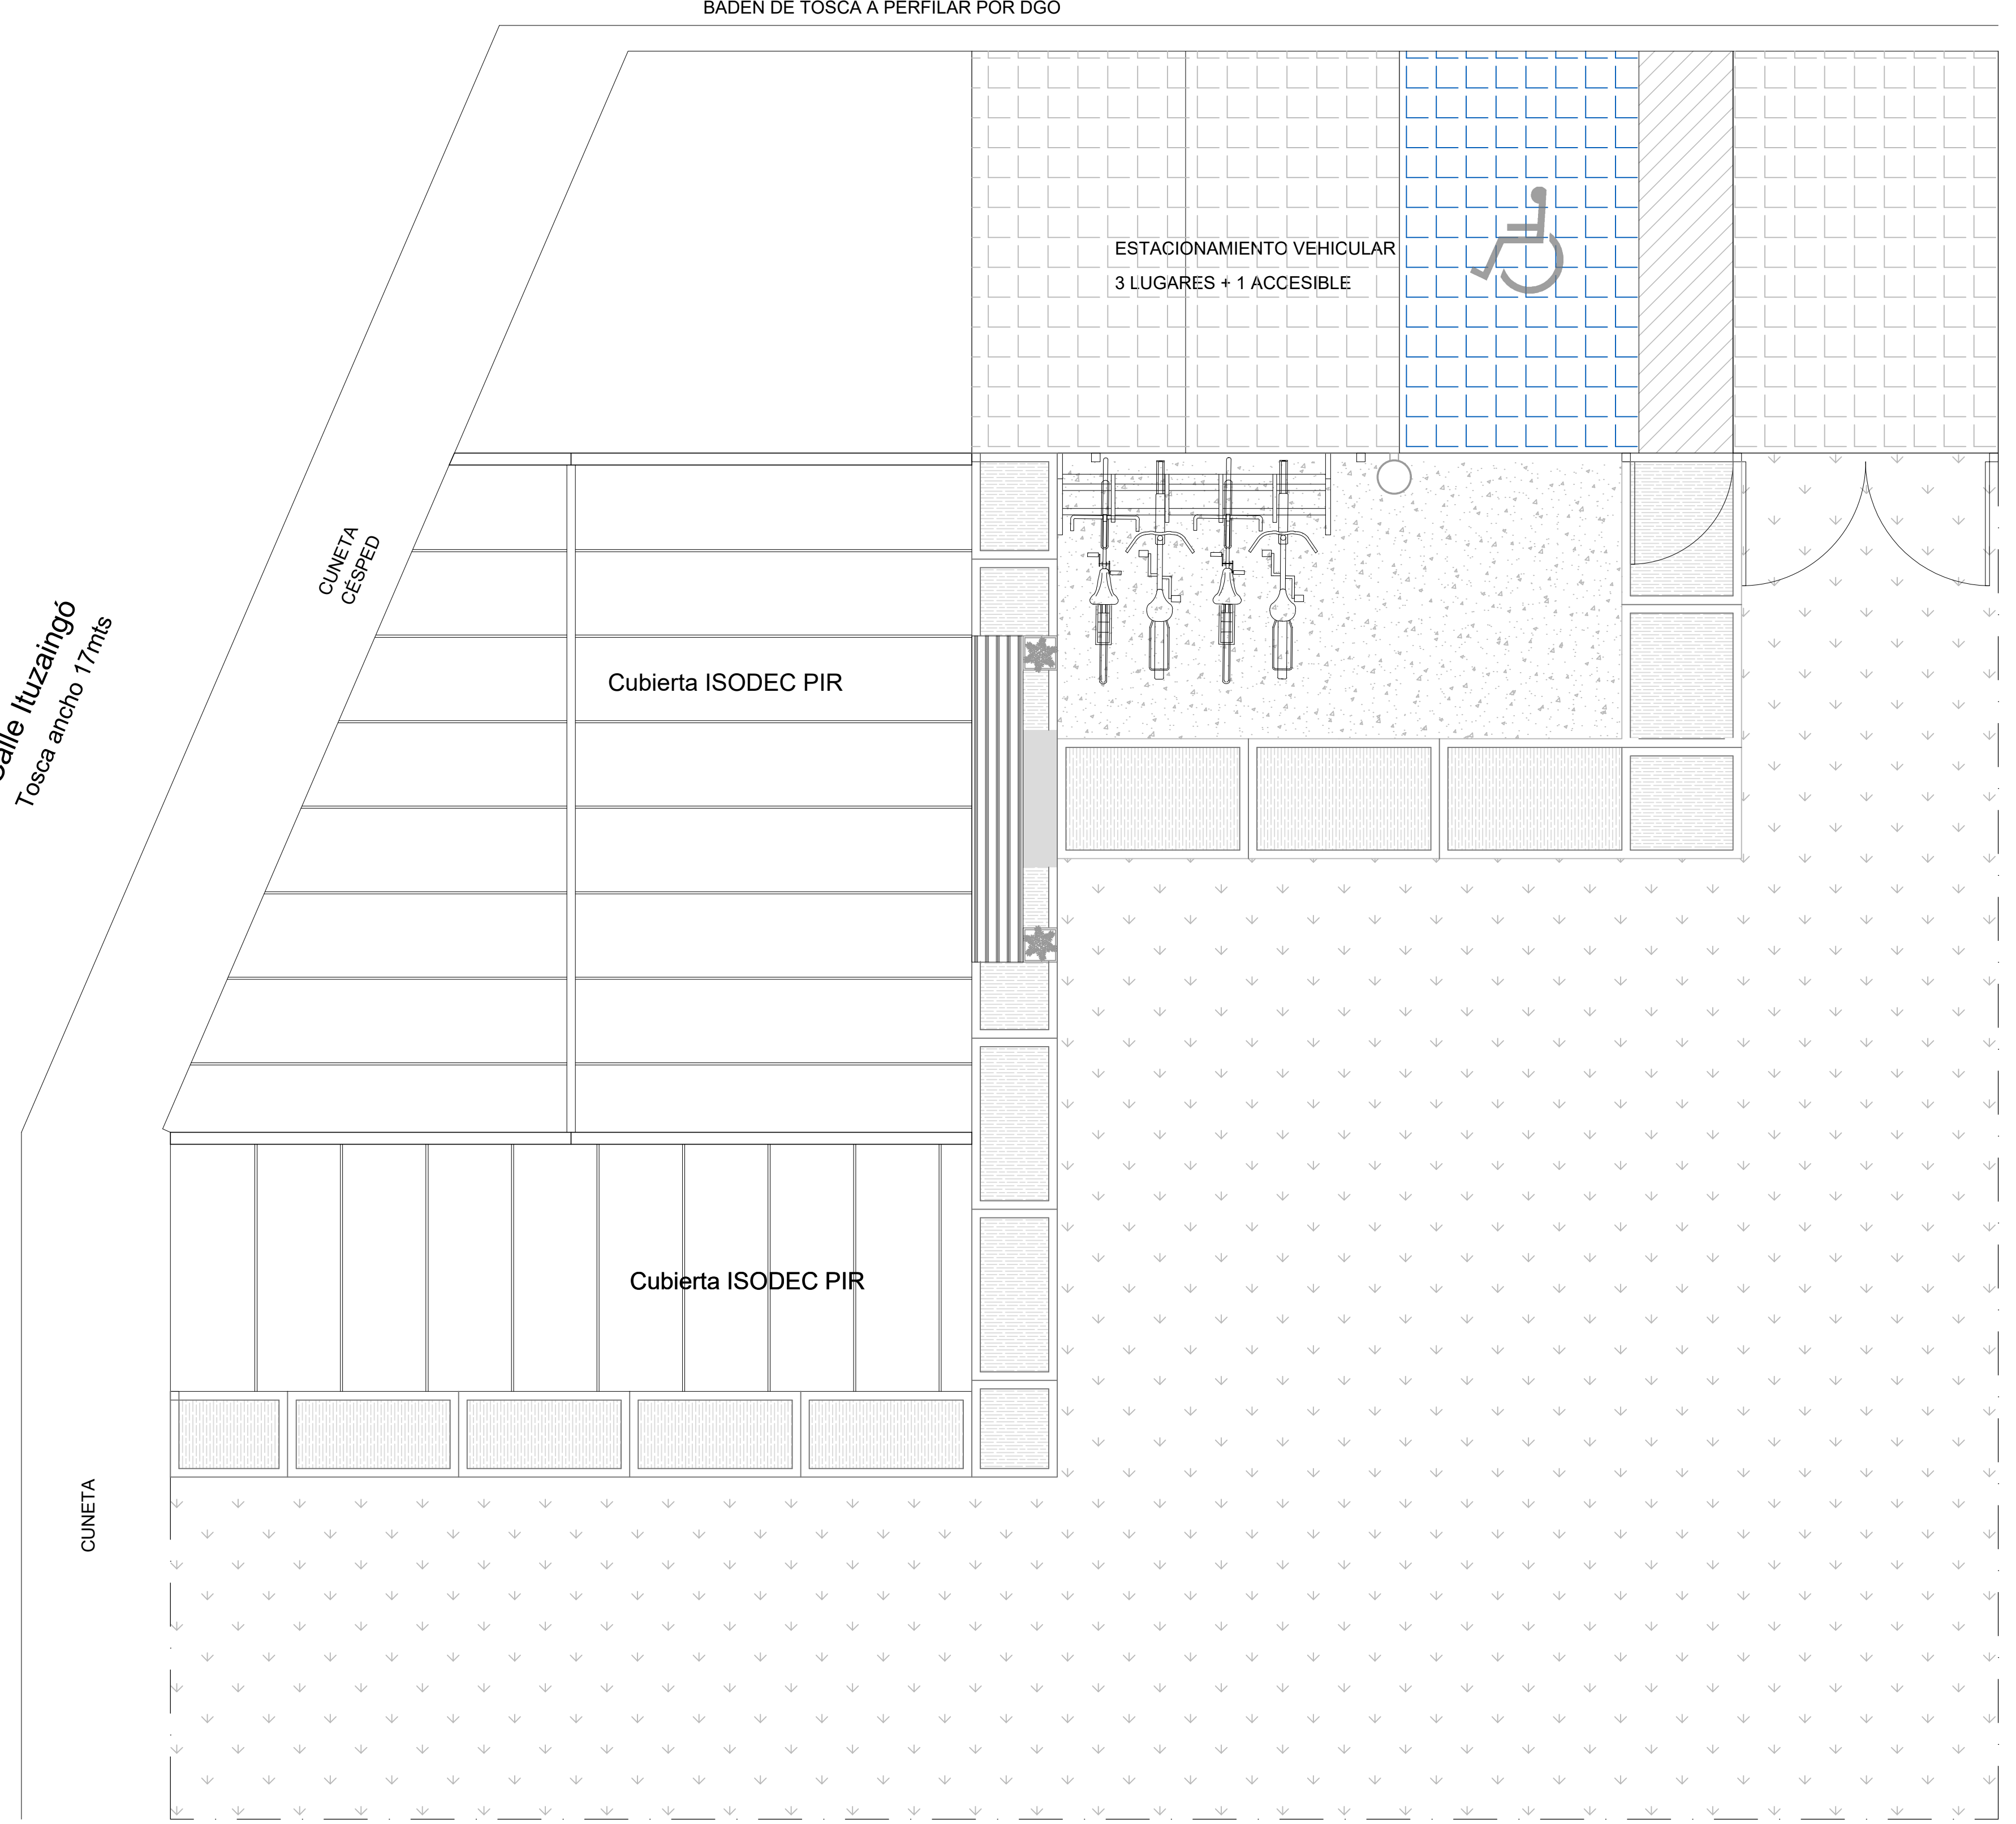 BADEN DE TOSCA A PERFILAR POR DGO
ESTACIONAMIENTO VEHICULAR
3 LUGARES + 1 ACCESIBLE
CUNETA
CÉSPED
Ituzaingó
Tosca ancho 17mts
Cubierta ISODEC PIR
Cubierta ISODEC PIR
CUNETA